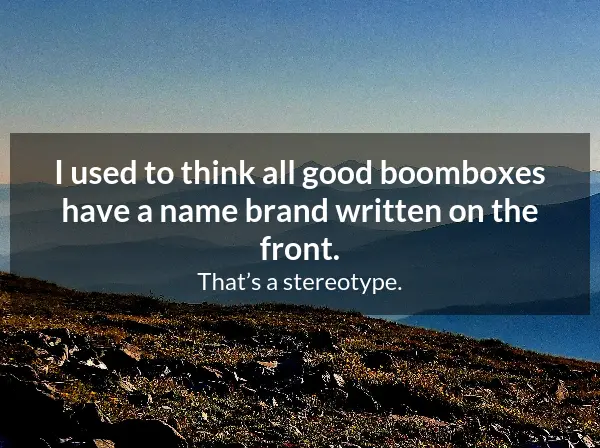 I used to think all good boomboxes
have a name brand written on the
front.
That’s a stereotype.